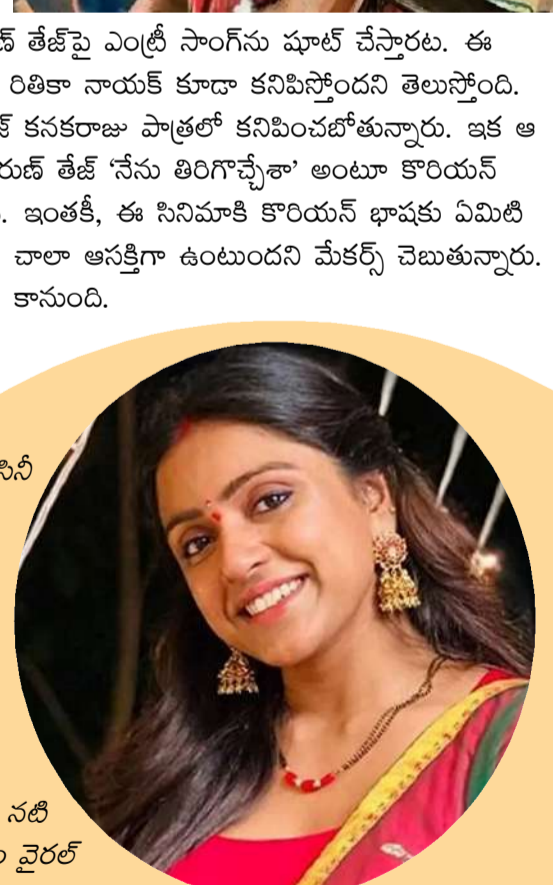 తేజ్‌పై ఎంట్రీ సాంగ్‌ను షూట్ చేస్తారట. ఈ
రితికా నాయక్ కూడా కనిపిస్తోందని తెలుస్తోంది.
కనకరాజు పాత్రలో కనిపించబోతున్నారు. ఇక ఆ
తేజ్ ‘నేను తిరిగొచ్చేశా’ అంటూ కొరియన్
. ఇంతకీ, ఈ సినిమాకి కొరియన్ భాషకు ఏమిటి
చాలా ఆసక్తిగా ఉంటుందని మేకర్స్ చెబుతున్నారు.
కానుంది.
సినీ
నటి
వైరల్